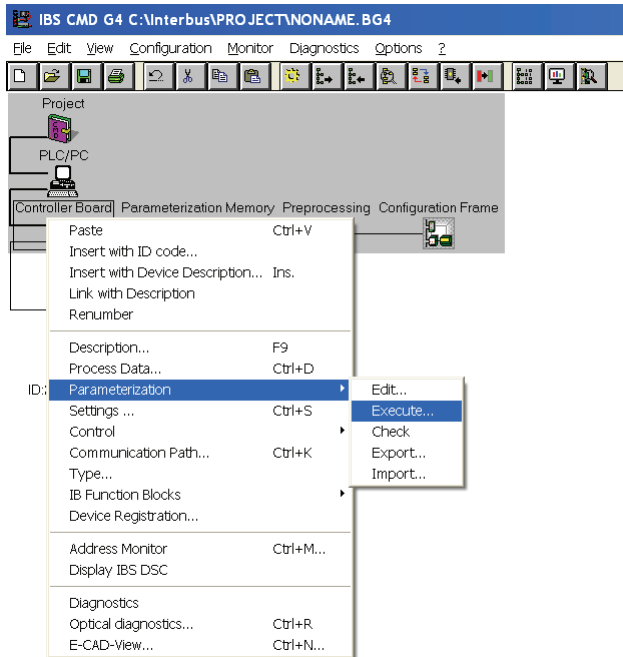 IBS CMD G4 C:\Interbus\PROJECT\NONAME.BG4
File Edit View Configuration Monitor Diagnostics Options ?
Project
PLC/PC
Controller Board Parameterization Memory Preprocessing Configuration Frame
Paste Ctrl+V
Insert with ID code...
Insert with Device Description... Ins.
Link with Description
Renumber
Description... F9
Process Data... Ctrl+D
ID:
Parameterization
Edit...
Settings ... Ctrl+S
Execute...
Control
Check
Communication Path... Ctrl+K
Export...
Type...
Import...
IB Function Blocks
Device Registration...
Address Monitor Ctrl+M...
Display IBS DSC
Diagnostics
Optical diagnostics... Ctrl+R
E-CAD-View... Ctrl+N...